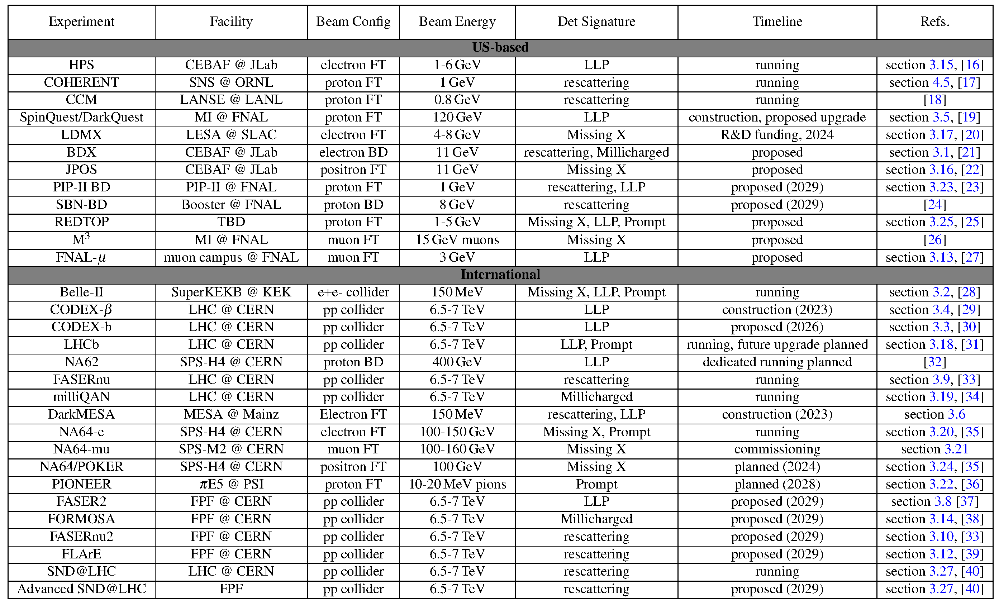 Experiment Facility Beam Config Beam Energy Det Signature Timeline Refs.
US-based
HPS CEBAF @ JLab electron FT 1-6 GeV LLP running section 3.15, [16]
COHERENT SNS @ ORNL proton FT 1 GeV rescattering running section 4.5, [17]
CCM LANSE @ LANL proton FT 0.8 GeV rescattering running [18]
SpinQuest/DarkQuest MI @ FNAL proton FT 120 GeV LLP construction, proposed upgrade section 3.5, [19]
LDMX LESA @ SLAC electron FT 4-8 GeV Missing X R&D funding, 2024 section 3.17, [20]
BDX CEBAF @ JLab electron BD 11 GeV rescattering, Millicharged proposed section 3.1, [21]
JPOS CEBAF @ JLab positron FT 11 GeV Missing X proposed section 3.16, [22]
PIP-II BD PIP-II @ FNAL proton FT 1 GeV rescattering, LLP proposed (2029) section 3.23, [23]
SBN-BD Booster @ FNAL proton BD 8 GeV rescattering proposed (2029) [24]
REDTOP TBD proton FT 1-5 GeV Missing X, LLP, Prompt proposed section 3.25, [25]
M³ MI @ FNAL muon FT 15 GeV muons Missing X proposed [26]
FNAL-μ muon campus @ FNAL muon FT 3 GeV LLP proposed section 3.13, [27]
International
Belle-II SuperKEKB @ KEK e+e- collider 150 MeV Missing X, LLP, Prompt running section 3.2, [28]
CODEX-β LHC @ CERN pp collider 6.5-7 TeV LLP construction (2023) section 3.4, [29]
CODEX-b LHC @ CERN pp collider 6.5-7 TeV LLP proposed (2026) section 3.3, [30]
LHCb LHC @ CERN pp collider 6.5-7 TeV LLP, Prompt running, future upgrade planned section 3.18, [31]
NA62 SPS-H4 @ CERN proton BD 400 GeV LLP dedicated running planned [32]
FASERnu LHC @ CERN pp collider 6.5-7 TeV rescattering running section 3.9, [33]
milliQAN LHC @ CERN pp collider 6.5-7 TeV Millicharged running section 3.19, [34]
DarkMESA MESA @ Mainz Electron FT 150 MeV rescattering, LLP construction (2023) section 3.6
NA64-e SPS-H4 @ CERN electron FT 100-150 GeV Missing X, Prompt running section 3.20, [35]
NA64-mu SPS-M2 @ CERN muon FT 100-160 GeV Missing X commissioning section 3.21
NA64/POKER SPS-H4 @ CERN positron FT 100 GeV Missing X planned (2024) section 3.24, [35]
PIONEER πE5 @ PSI proton FT 10-20 MeV pions Prompt planned (2028) section 3.22, [36]
FASER2 FPF @ CERN pp collider 6.5-7 TeV LLP proposed (2029) section 3.8 [37]
FORMOSA FPF @ CERN pp collider 6.5-7 TeV Millicharged proposed (2029) section 3.14, [38]
FASERnu2 FPF @ CERN pp collider 6.5-7 TeV rescattering proposed (2029) section 3.10, [33]
FLArE FPF @ CERN pp collider 6.5-7 TeV rescattering proposed (2029) section 3.12, [39]
SND@LHC LHC @ CERN pp collider 6.5-7 TeV rescattering running section 3.27, [40]
Advanced SND@LHC FPF pp collider 6.5-7 TeV rescattering proposed (2029) section 3.27, [40]